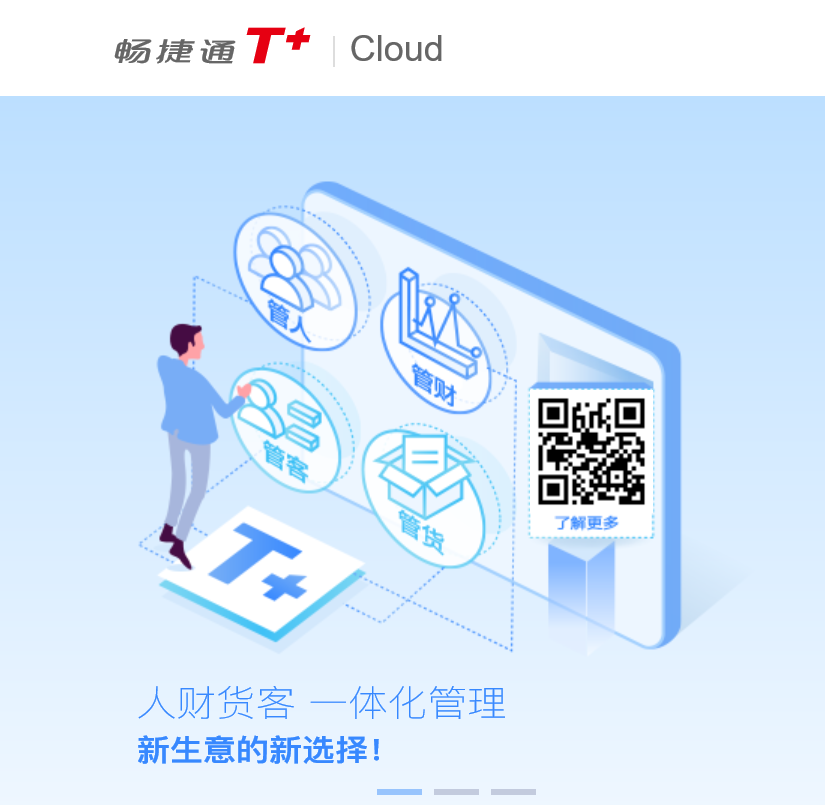 畅捷通 T+ | Cloud
管人
管财
管客
管货
了解更多
T+
人财货客 一体化管理
新生意的新选择!